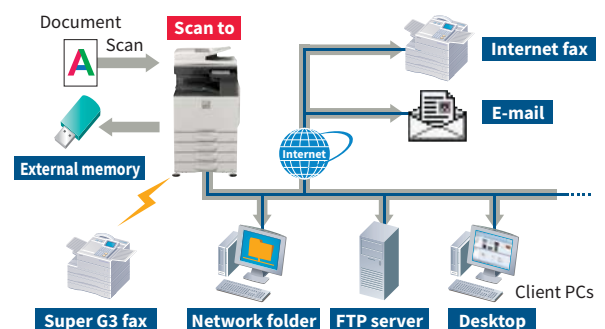 Document
Scan to
A
Scan
Internet fax
E-mail
Internet
External memory
Client PCs
Super G3 fax
Network folder
FTP server
Desktop